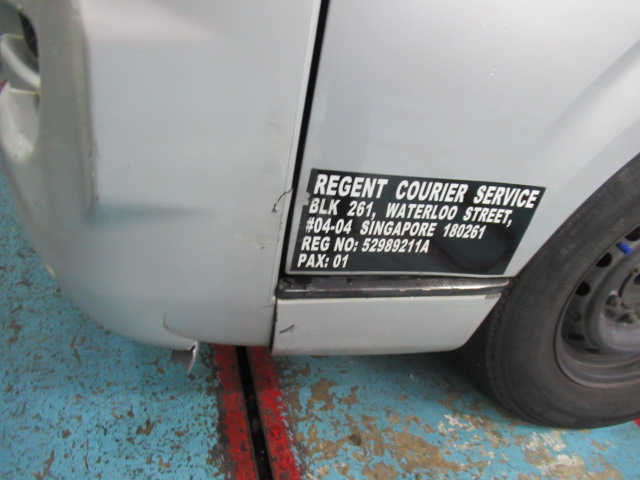 REGENT COURIER SERVICE
BLK 261, WATERLOO STREET,
#04-04 SINGAPORE 180261
REG NO: 52989211A
PAX: 01